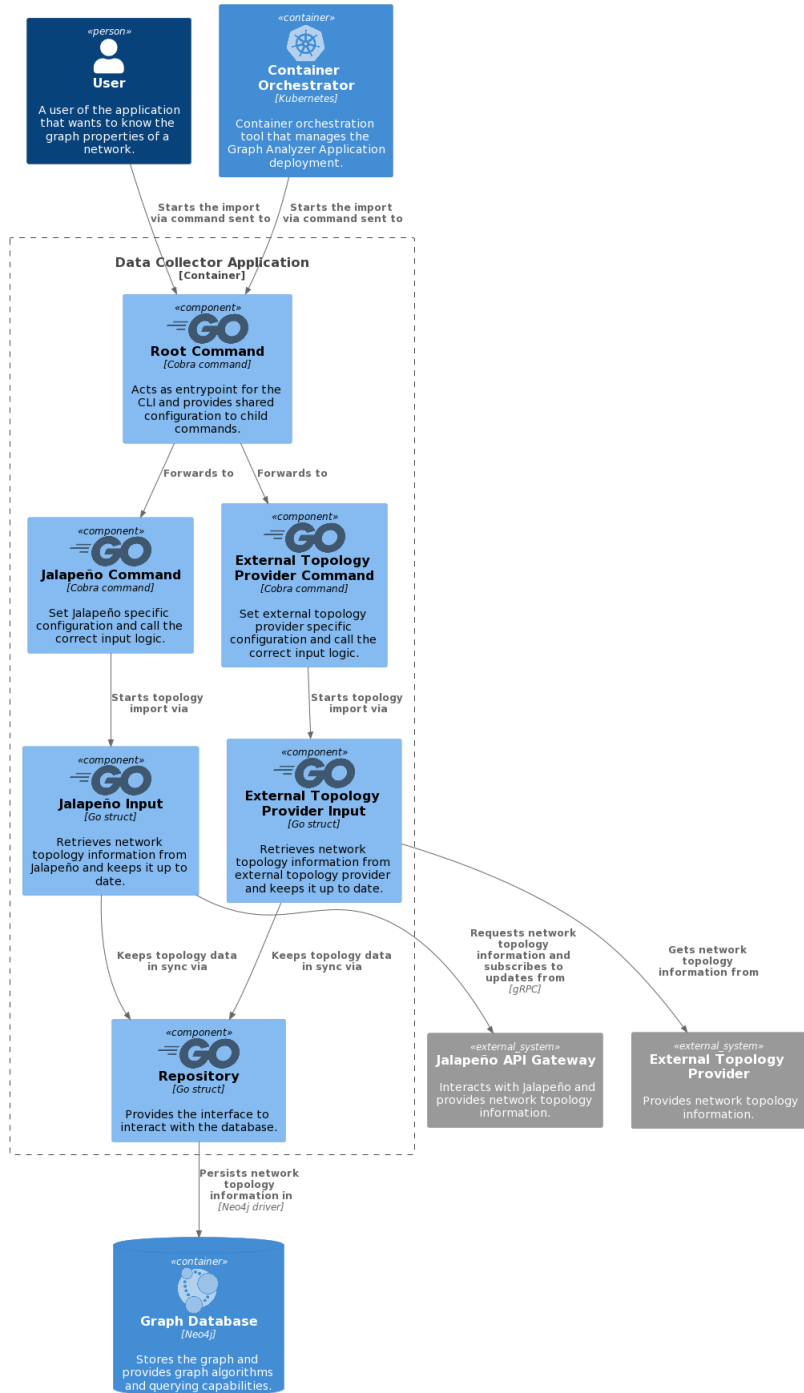 «person»
User
A user of the application
that wants to know the
graph properties of a
network.
«container»
Container
Orchestrator
[Kubernetes]
Container orchestration
tool that manages the
Graph Analyzer Application
deployment.
Starts the import
via command sent to
Starts the import
via command sent to
Data Collector Application
[Container]
«component»
GO
Root Command
[Cobra command]
Acts as entrypoint for the
CLI and provides shared
configuration to child
commands.
Forwards to
Forwards to
«component»
GO
Jalapeño Command
[Cobra command]
Set Jalapeño specific
configuration and call the
correct input logic.
«component»
GO
External Topology
Provider Command
[Cobra command]
Set external topology
provider specific
configuration and call the
correct input logic.
Starts topology
import via
Starts topology
import via
«component»
GO
Jalapeño Input
[Go struct]
Retrieves network
topology information from
Jalapeño and keeps it up to
date.
«component»
GO
External Topology
Provider Input
[Go struct]
Retrieves network
topology information from
external topology provider
and keeps it up to date.
Keeps topology data
in sync via
Keeps topology data
in sync via
Requests network
topology
information and
subscribes to
updates from
[gRPC]
Gets network
topology
information from
«component»
GO
Repository
[Go struct]
Provides the interface to
interact with the database.
«external_system»
Jalapeño API Gateway
Interacts with Jalapeño and
provides network topology
information.
«external_system»
External Topology
Provider
Provides network topology
information.
Persists network
topology
information in
[Neo4j driver]
«container»
Graph Database
[Neo4j]
Stores the graph and
provides graph algorithms
and querying capabilities.